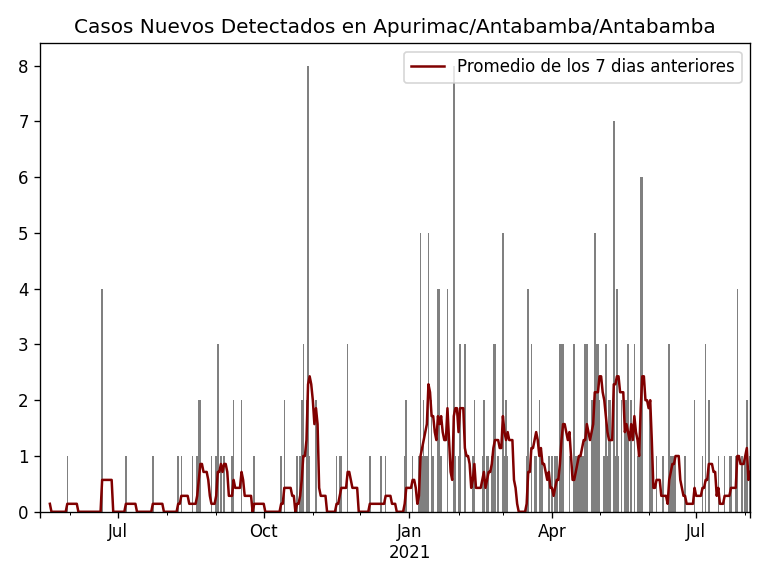 Casos Nuevos Detectados en Apurimac/Antabamba/Antabamba
Promedio de los 7 dias anteriores
8
7
6
5
4
3
2
1
0
Jul
Oct
Jan
Apr
Jul
2021